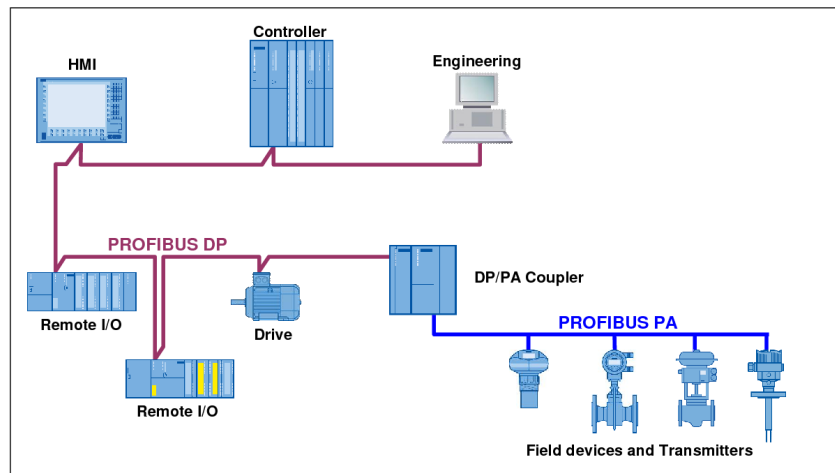 Controller
HMI
Engineering
PROFIBUS DP
DP/PA Coupler
Remote I/O
Drive
PROFIBUS PA
Remote I/O
Field devices and Transmitters